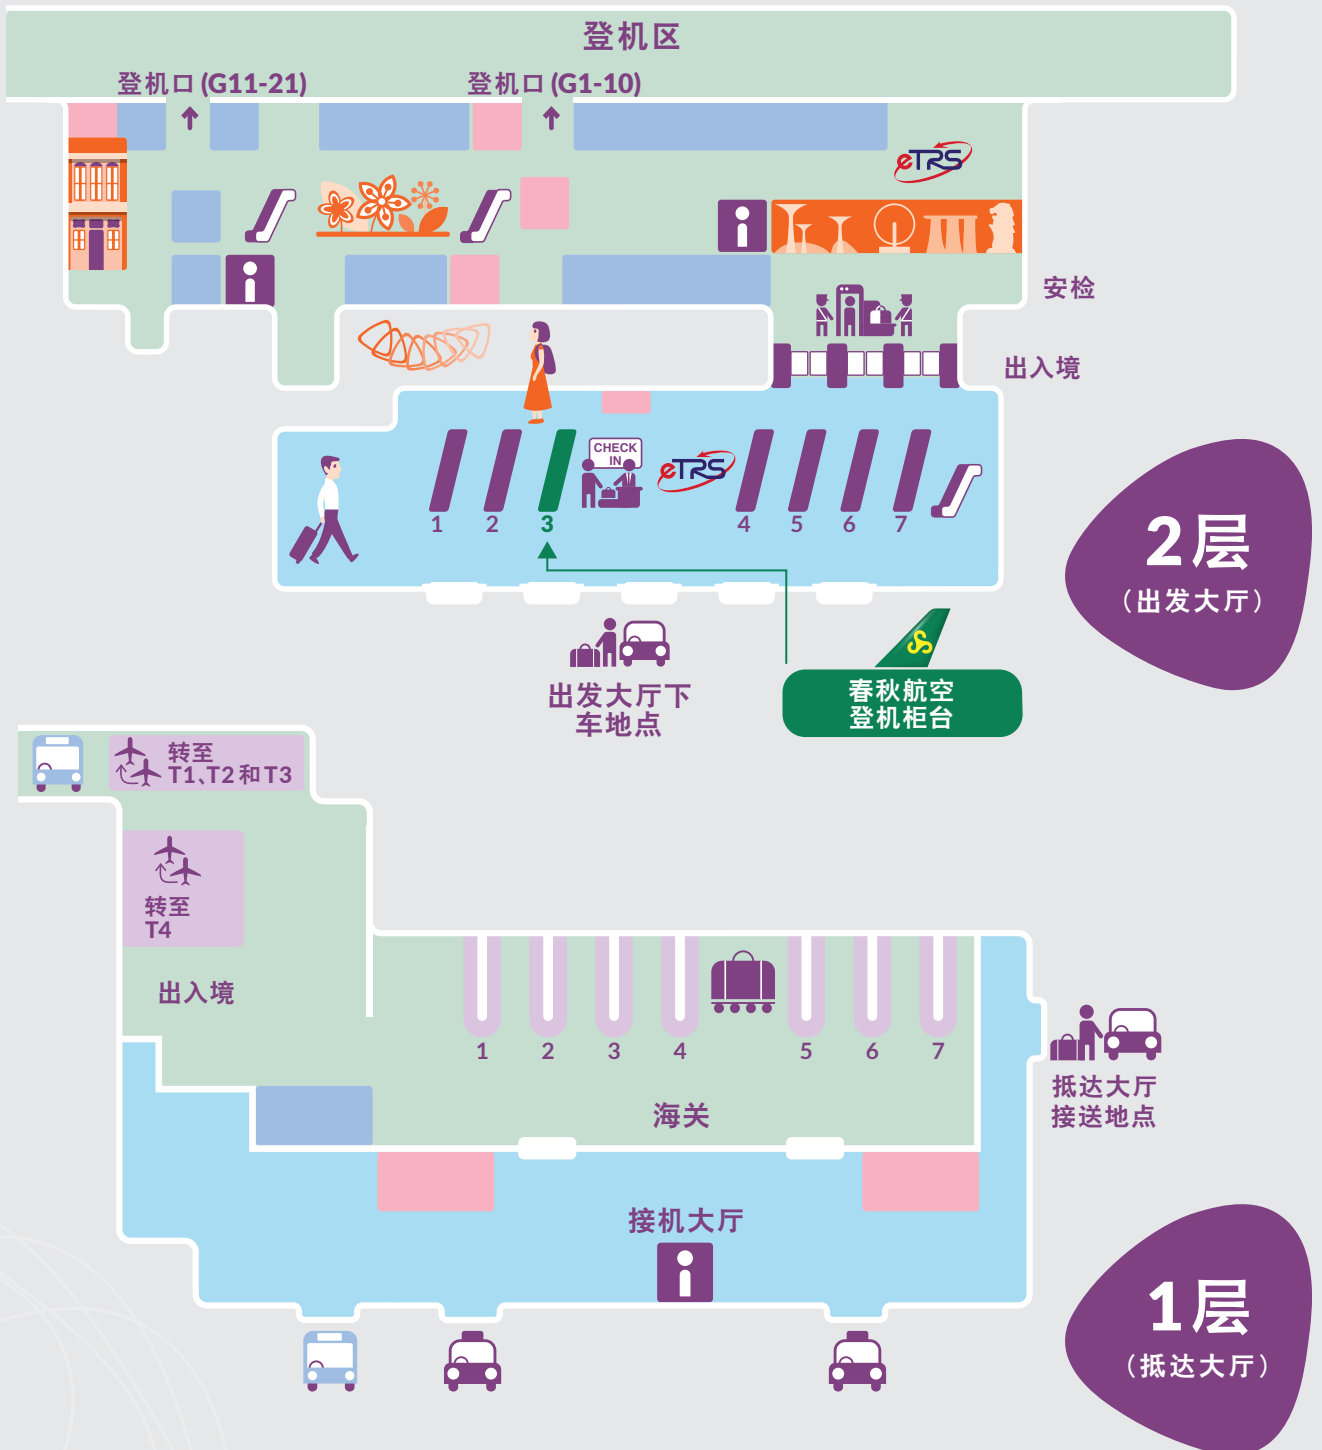 登机区
登机口 (G11-21)
登机口 (G1-10)
eTRS
安检
出入境
CHECK
IN
eTRS
1
2
3
4
5
6
7
2层
（出发大厅）
出发大厅下
车地点
春秋航空
登机柜台
转至
T1、T2 和 T3
转至
T4
出入境
1
2
3
4
5
6
7
海关
抵达大厅
接送地点
接机大厅
1层
（抵达大厅）